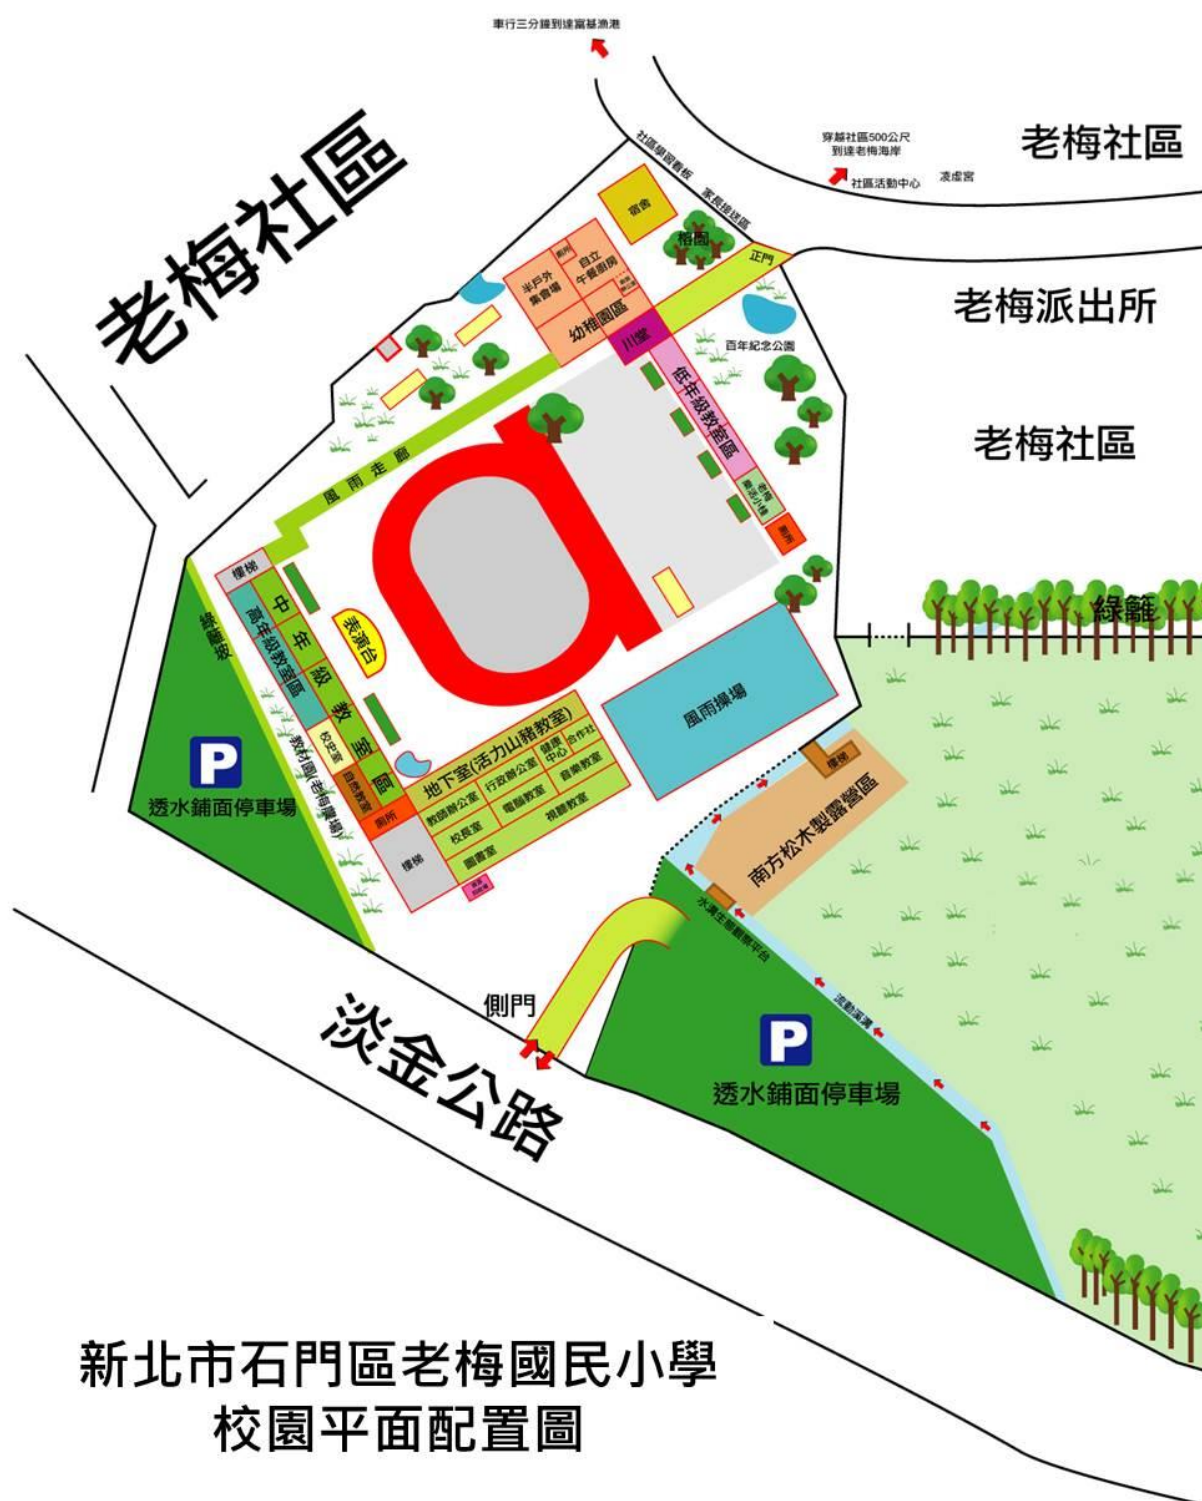 車行三分鐘到達富基漁港
穿越社區500公尺
到達老梅海岸
老梅社區
社區活動中心
凌虛宮
老梅社區
社區學習看板
家長接送區
宿舍
榕園
正門
廁所
自立
午餐廚房
半戶外
集會場
幼稚園區
川堂
百年紀念公園
老梅派出所
老梅社區
低年級教室區
老梅
樂活小棧
廁所
風雨走廊
綠籬
樓梯
中年級教室區
高年級教室區
表演台
校史室
自然教室
廁所
樓梯
教材園(老梅農場)
P
透水鋪面停車場
風雨操場
地下室(活力山豬教室)
教師辦公室
行政辦公室
健康
中心
合作社
校長室
電腦教室
音樂教室
圖書室
視聽教室
樓梯
南方松木製露營區
水溝生態觀察平台
流動溪溝
側門
淡金公路
P
透水鋪面停車場
新北市石門區老梅國民小學
校園平面配置圖